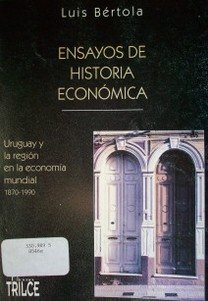 Luis Bértola
ENSAYOS DE
HISTORIA
ECONÓMICA
Uruguay y
la región
en la economía
mundial
1870-1990
TRILCE